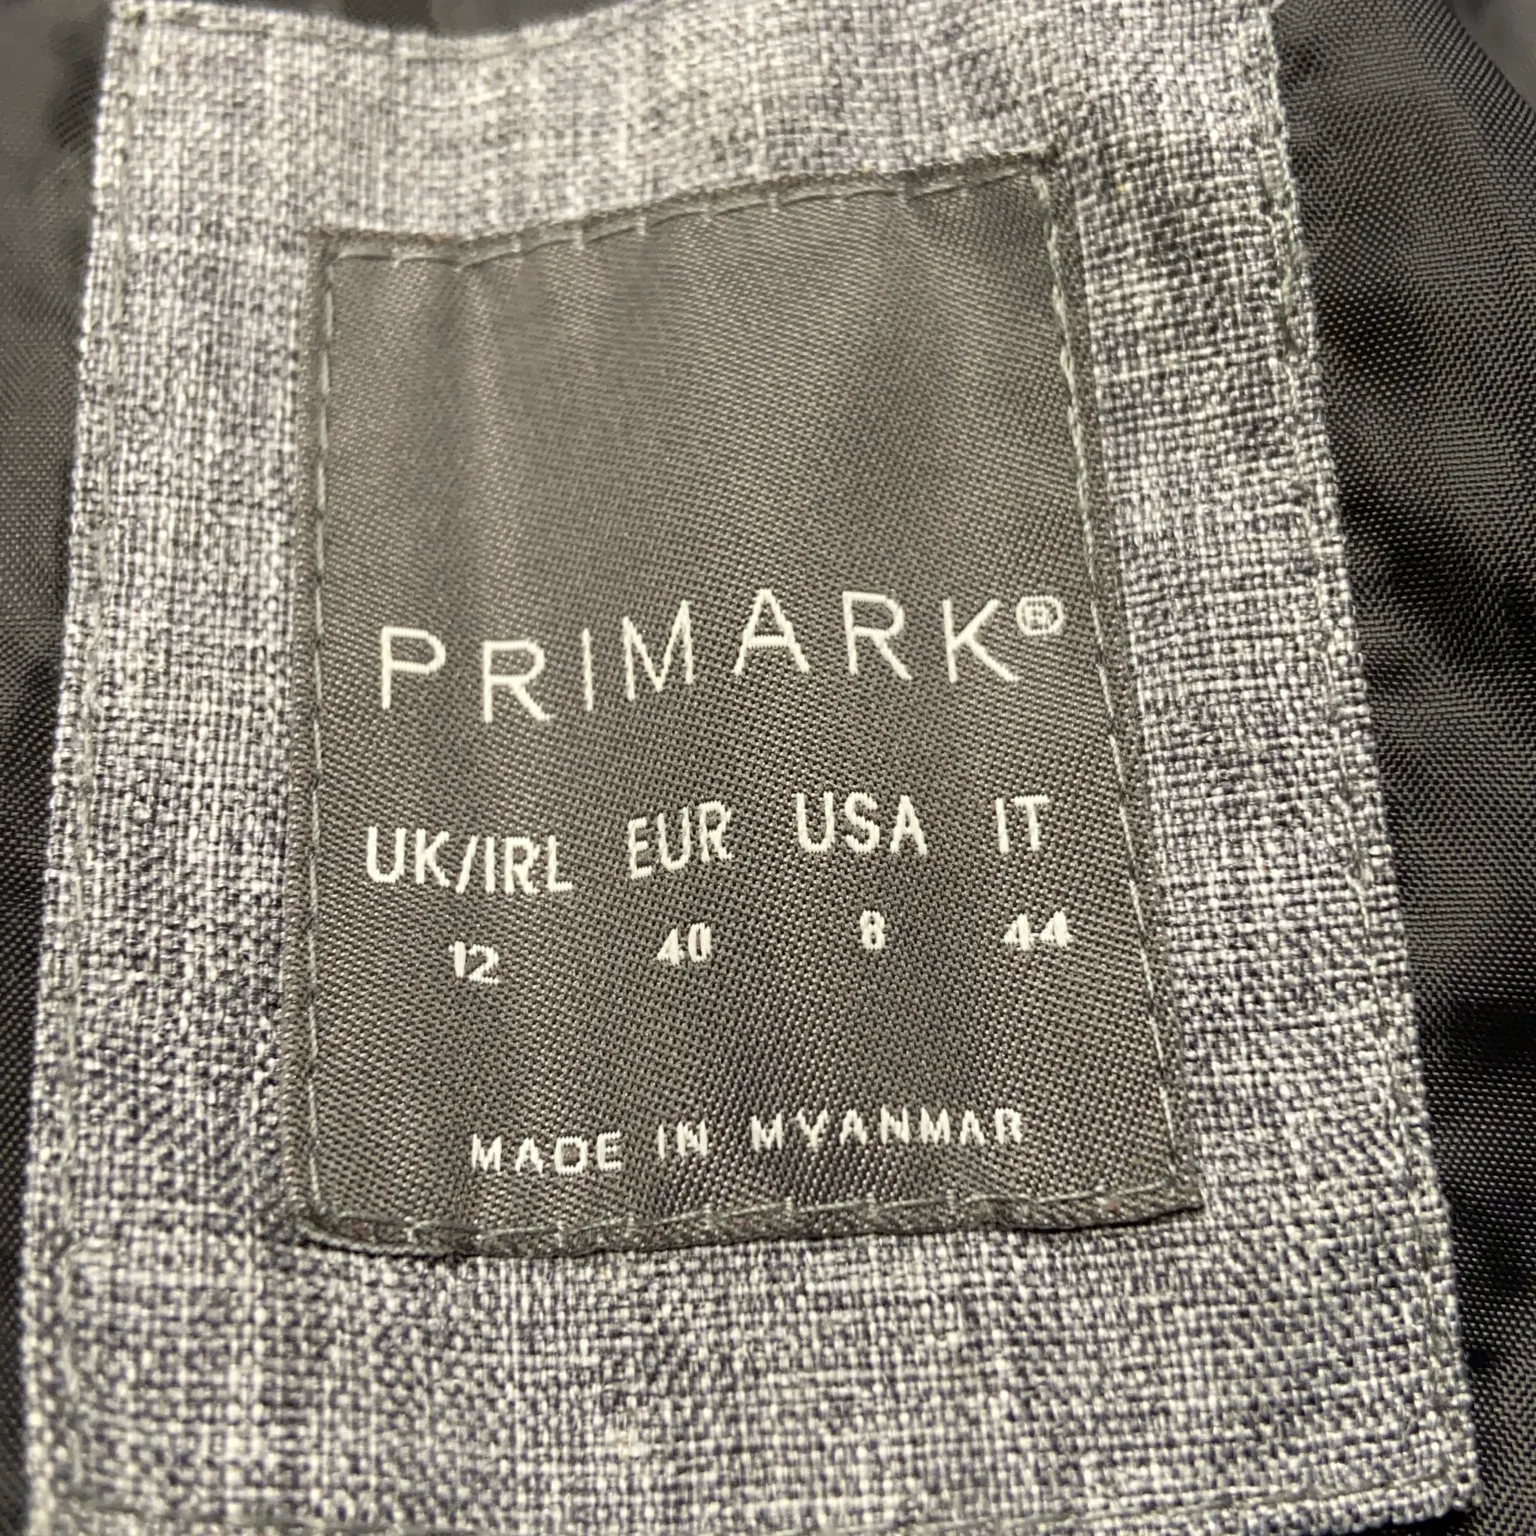 PRIMARK®
UK/IRL EUR USA IT
12 40 8 44
MADE IN MYANMAR